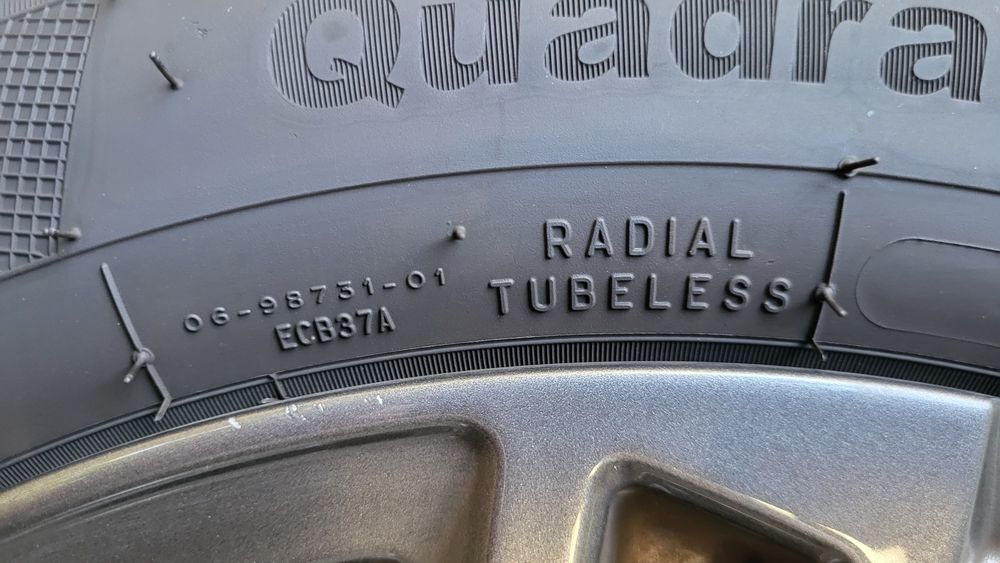 Quadra
RADIAL
TUBELESS
06-98731-01
ECB37A